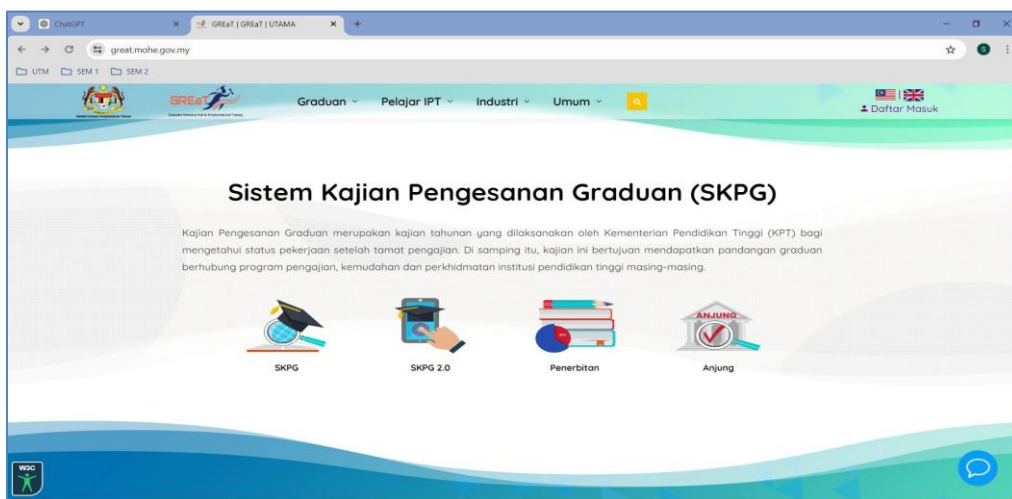 ChatGPT
GREaT | GREaT | UTAMA
great.mohe.gov.my
UTM SEM 1 SEM 2
GREaT
Graduan Pelajar IPT Industri Umum
Daftar Masuk
Sistem Kajian Pengesanan Graduan (SKPG)
Kajian Pengesanan Graduan merupakan kajian tahunan yang dilaksanakan oleh Kementerian Pendidikan Tinggi (KPT) bagi
mengetahui status pekerjaan setelah tamat pengajian. Di samping itu, kajian ini bertujuan mendapatkan pandangan graduan
berhubung program pengajian, kemudahan dan perkhidmatan institusi pendidikan tinggi masing-masing.
ANJUNG
SKPG SKPG 2.0 Penerbitan Anjung
W3C
S